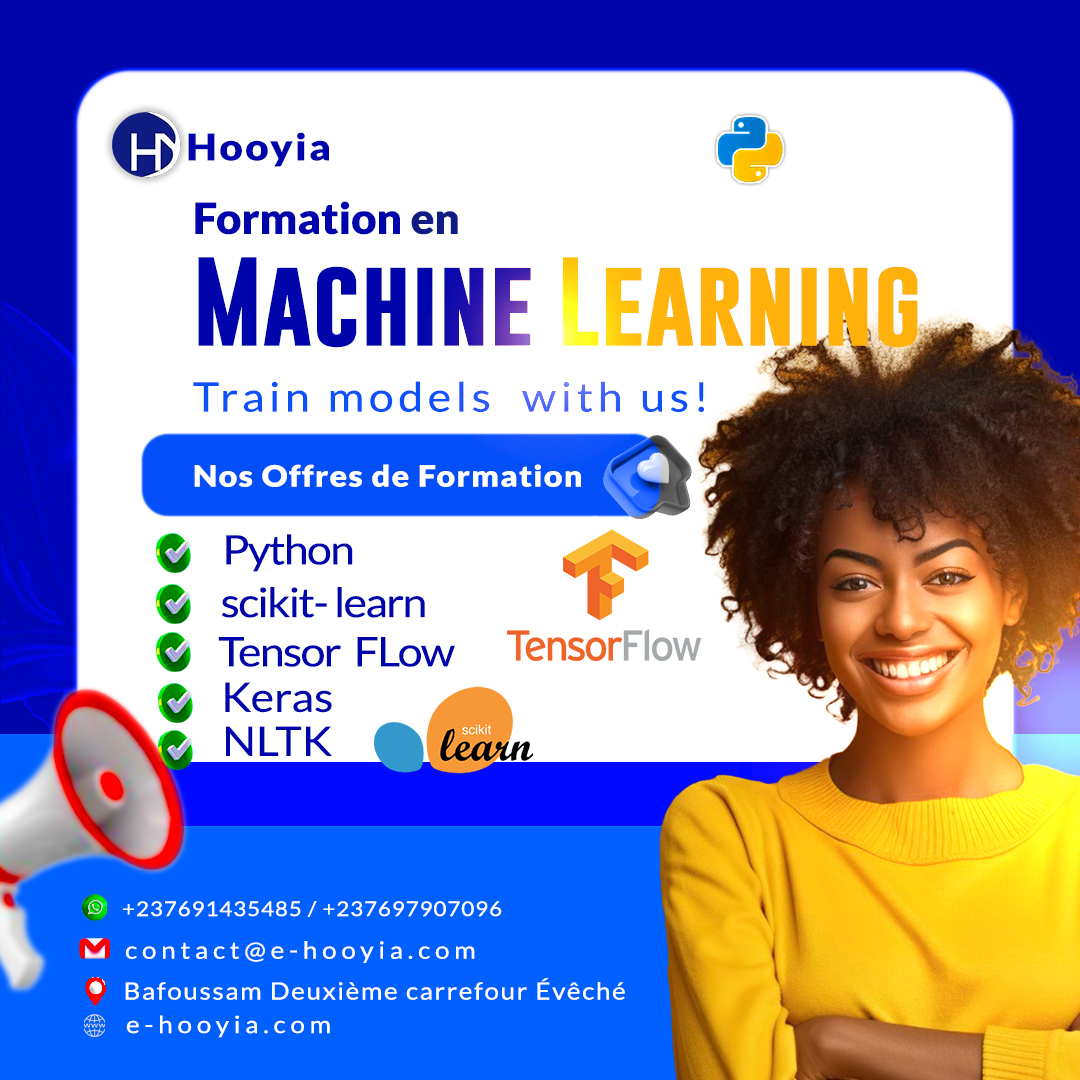 HN Hooyia
Formation en
MACHINE LEARNING
Train models with us!
Nos Offres de Formation
Python
scikit- learn
Tensor FLow
TensorFlow
Keras
NLTK
scikit
learn
+237691435485 / +237697907096
contact@e-hooyia.com
Bafoussam Deuxième carrefour Évêché
e-hooyia.com